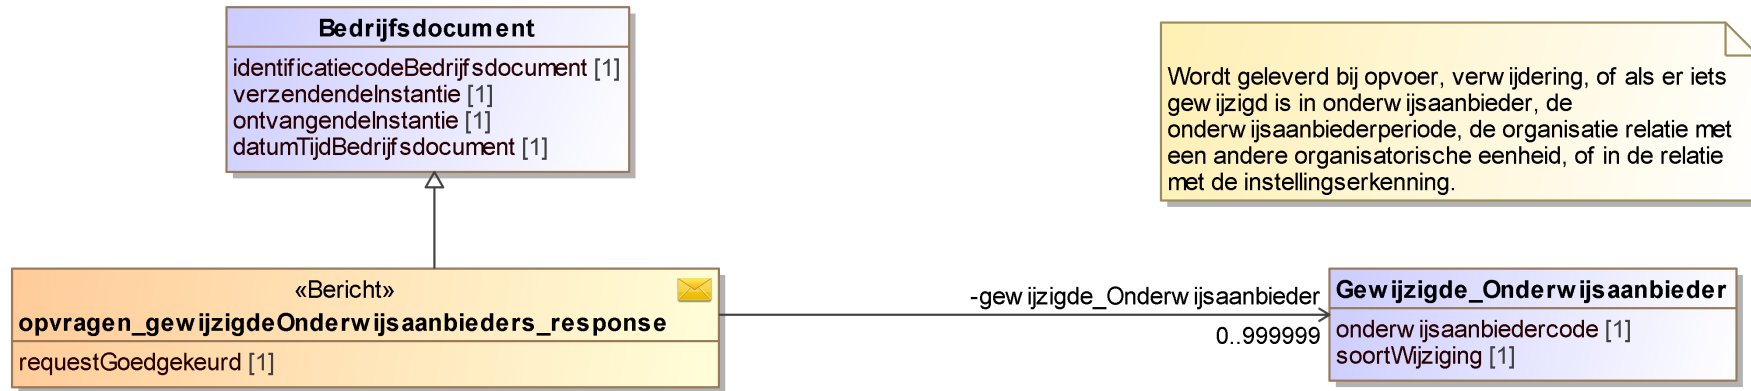 Bedrijfsdocument
identificatiecodeBedrijfsdocument [1]
verzendendeInstantie [1]
ontvangendeInstantie [1]
datumTijdBedrijfsdocument [1]
Wordt geleverd bij opvoer, verwijdering, of als er iets
gewijzigd is in onderwijsaanbieder, de
onderwijsaanbiederperiode, de organisatie relatie met
een andere organisatorische eenheid, of in de relatie
met de instellingserkenning.
«Bericht»
opvragen_gewijzigdeOnderwijsaanbieders_response
requestGoedgekeurd [1]
-gewijzigde_Onderwijsaanbieder
0..999999
Gewijzigde_Onderwijsaanbieder
onderwijsaanbiedercode [1]
soortWijziging [1]